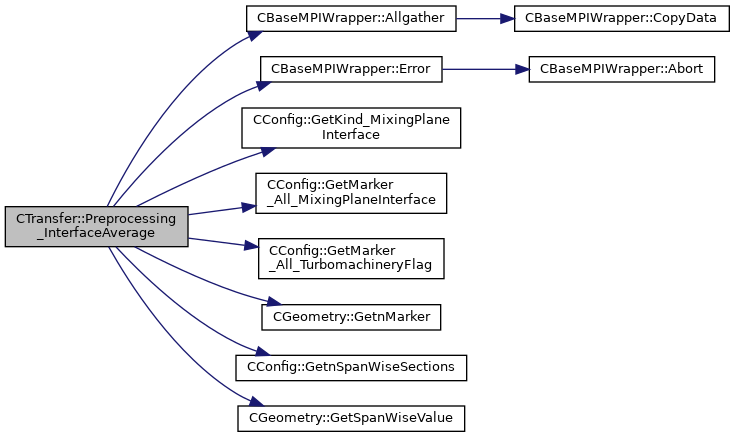 CTransfer::Preprocessing
_InterfaceAverage
CBaseMPIWrapper::Allgather
CBaseMPIWrapper::CopyData
CBaseMPIWrapper::Error
CBaseMPIWrapper::Abort
CConfig::GetKind_MixingPlane
Interface
CConfig::GetMarker
_All_MixingPlaneInterface
CConfig::GetMarker
_All_TurbomachineryFlag
CGeometry::GetnMarker
CConfig::GetnSpanWiseSections
CGeometry::GetSpanWiseValue